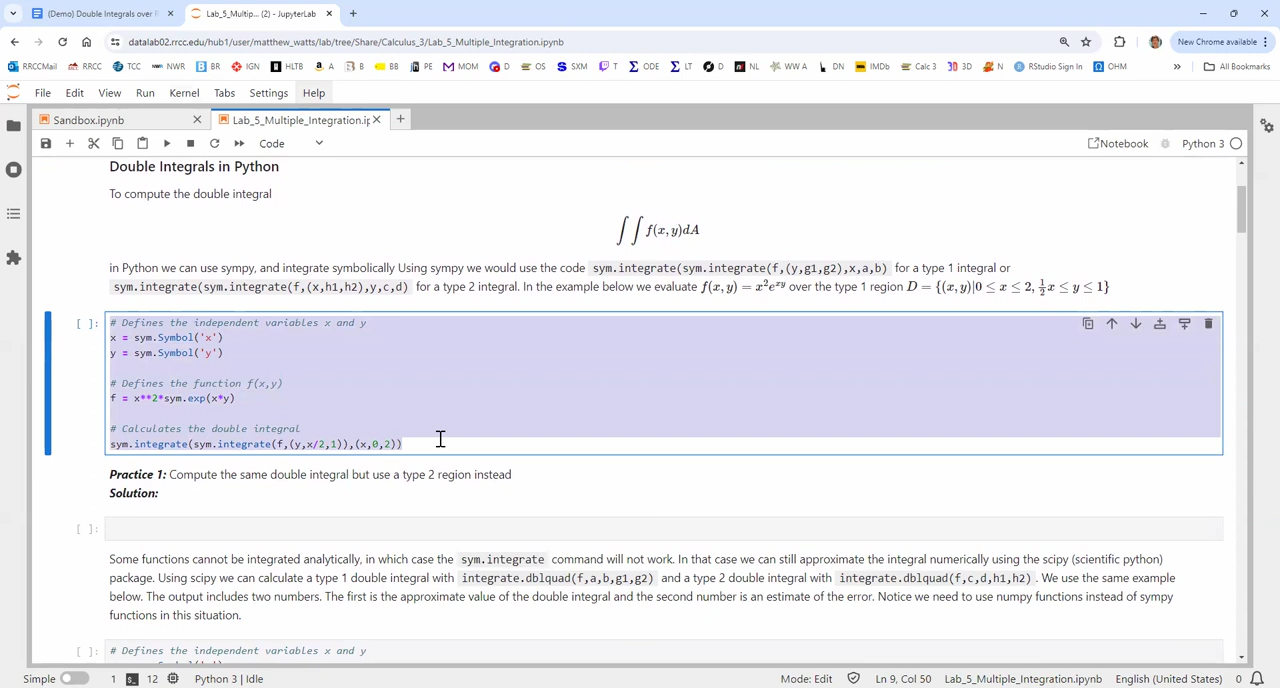 (Demo) Double Integrals over
Lab_5_Multip... (2) - JupyterLab
datalab02.rrcc.edu/hub1/user/matthew_watts/lab/tree/Share/Calculus_3/Lab_5_Multiple_Integration.ipynb
New Chrome available
RRCCMail RRCC TCC NWR BR IGN HLTB A B BB PE MOM D OS SXM T ODE LT D NL WW A DN IMDb Calc 3 3D N RStudio Sign In OHM » All Bookmarks
File Edit View Run Kernel Tabs Settings Help
Sandbox.ipynb Lab_5_Multiple_Integration.ip
Code Notebook Python 3
Double Integrals in Python
To compute the double integral
∫∫ f(x, y)dA
in Python we can use sympy, and integrate symbolically Using sympy we would use the code sym.integrate(sym.integrate(f,(y,g1,g2),x,a,b) for a type 1 integral or
sym.integrate(sym.integrate(f,(x,h1,h2),y,c,d) for a type 2 integral. In the example below we evaluate f(x, y) = x²e^{xy} over the type 1 region D = {(x, y)|0 ≤ x ≤ 2, ½x ≤ y ≤ 1}
[ ]: # Defines the independent variables x and y
x = sym.Symbol('x')
y = sym.Symbol('y')
# Defines the function f(x,y)
f = x**2*sym.exp(x*y)
# Calculates the double integral
sym.integrate(sym.integrate(f,(y,x/2,1)),(x,0,2))
Practice 1: Compute the same double integral but use a type 2 region instead
Solution:
[ ]:
Some functions cannot be integrated analytically, in which case the sym.integrate command will not work. In that case we can still approximate the integral numerically using the scipy (scientific python)
package. Using scipy we can calculate a type 1 double integral with integrate.dblquad(f,a,b,g1,g2) and a type 2 double integral with integrate.dblquad(f,c,d,h1,h2). We use the same example
below. The output includes two numbers. The first is the approximate value of the double integral and the second number is an estimate of the error. Notice we need to use numpy functions instead of sympy
functions in this situation.
[ ]: # Defines the independent variables x and y
Simple 1 12 Python 3 | Idle Mode: Edit Ln 9, Col 50 Lab_5_Multiple_Integration.ipynb English (United States) 0